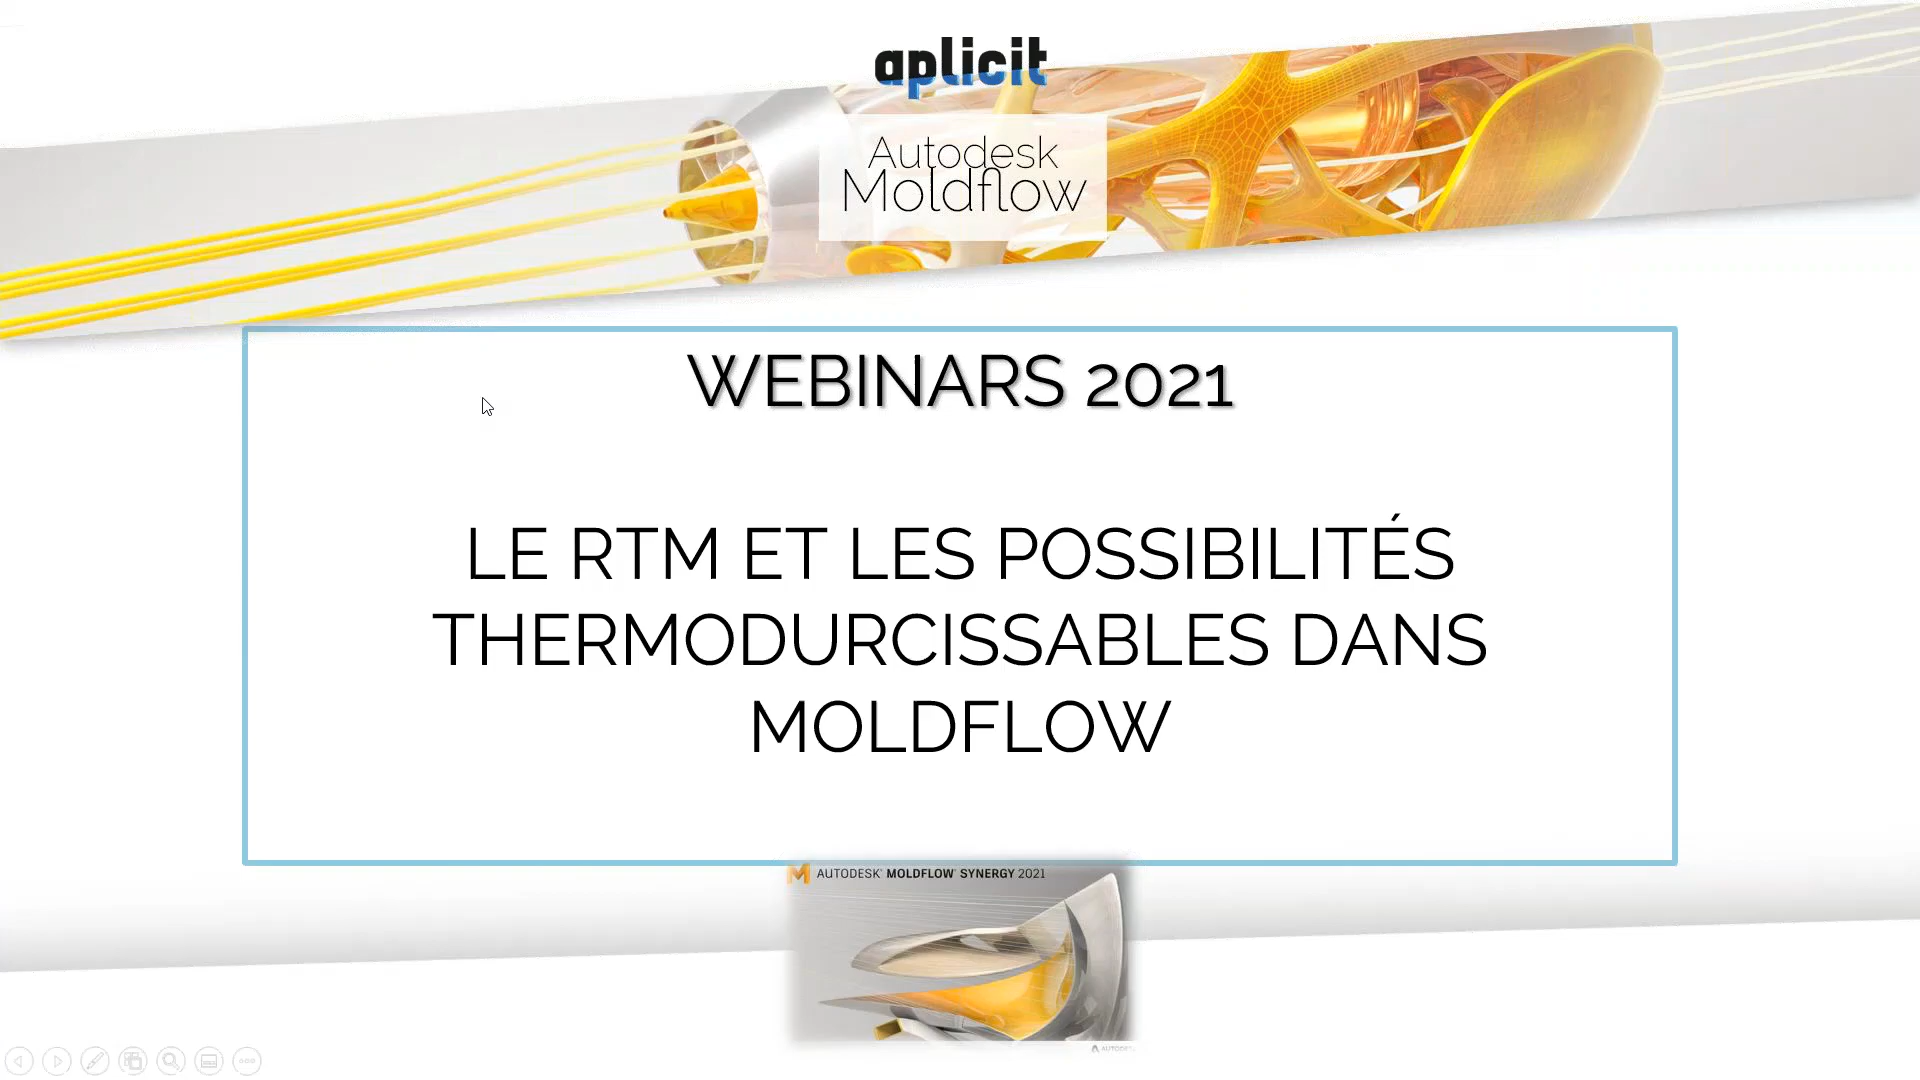 aplicit
Autodesk
Moldflow
WEBINARS 2021
LE RTM ET LES POSSIBILITÉS
THERMODURCISSABLES DANS
MOLDFLOW
AUTODESK® MOLDFLOW® SYNERGY 2021